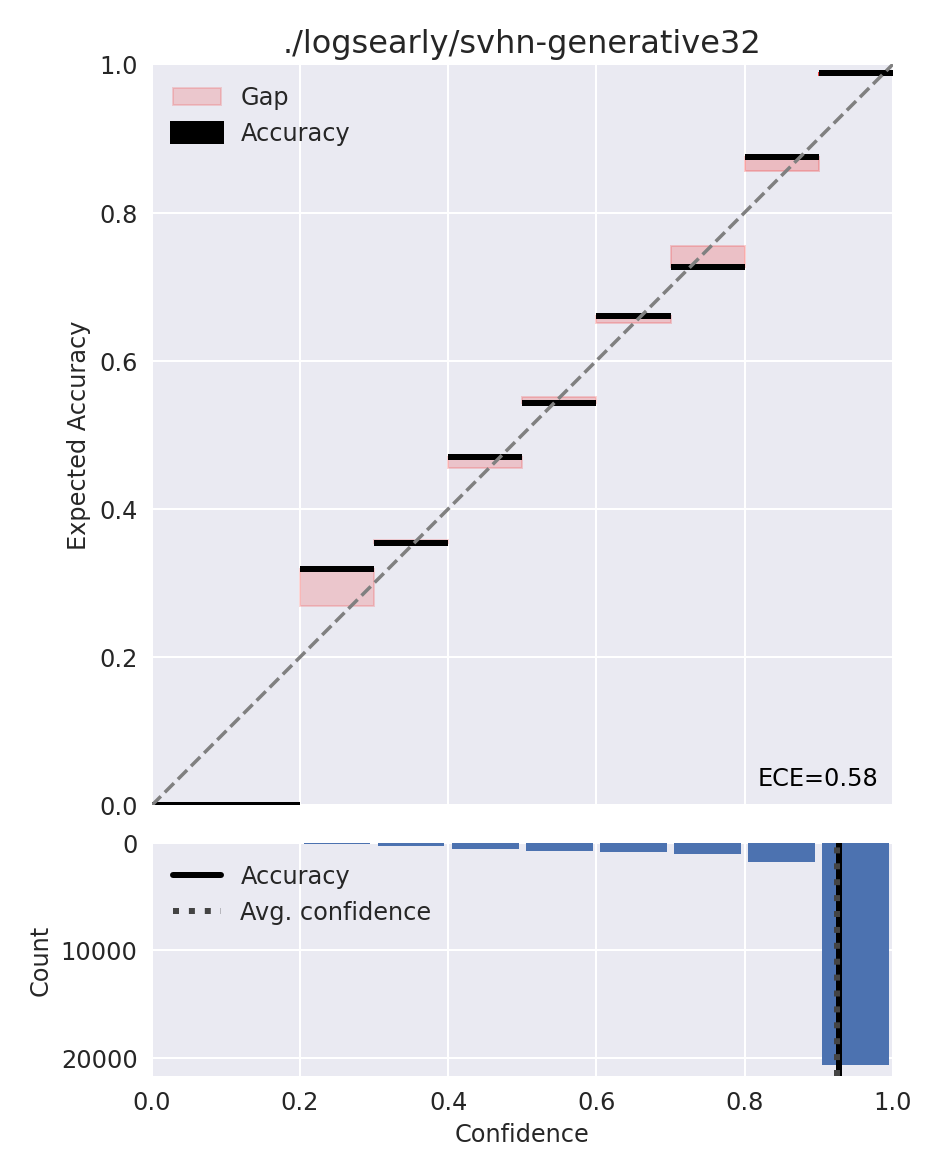 ./logsearly/svhn-generative32
1.0
Gap
Accuracy
0.8
0.6
Expected Accuracy
0.4
0.2
ECE=0.58
0.0
0
Accuracy
Avg. confidence
Count
10000
20000
0.0 0.2 0.4 0.6 0.8 1.0
Confidence